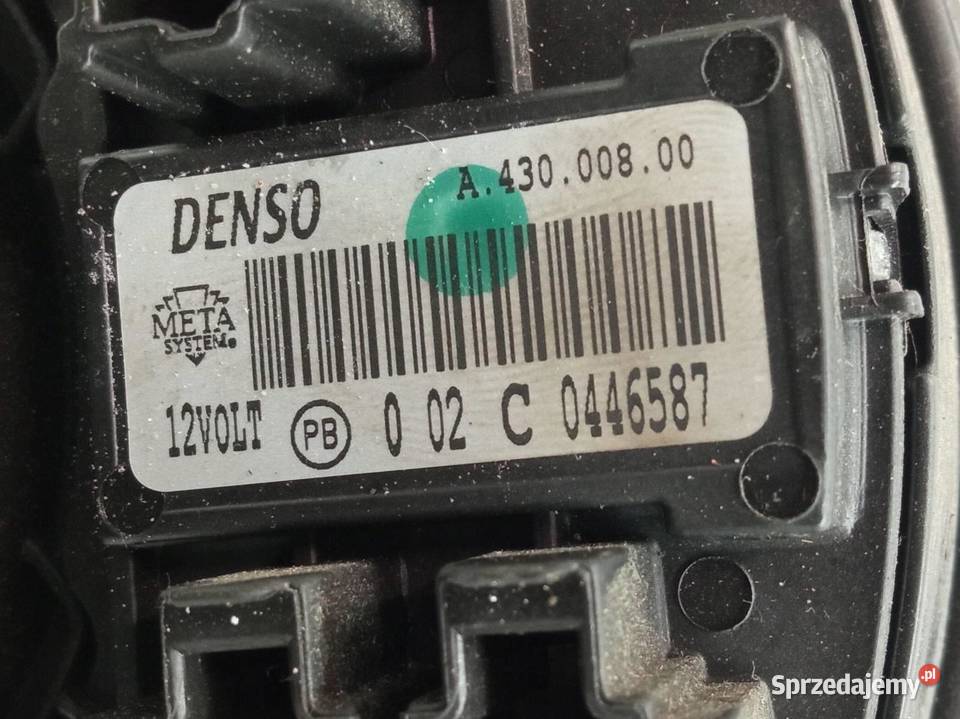 DENSO
A.430.008.00
META
SYSTEM
12VOLT PB 0 02 C 0446587
Sprzedajemy.pl